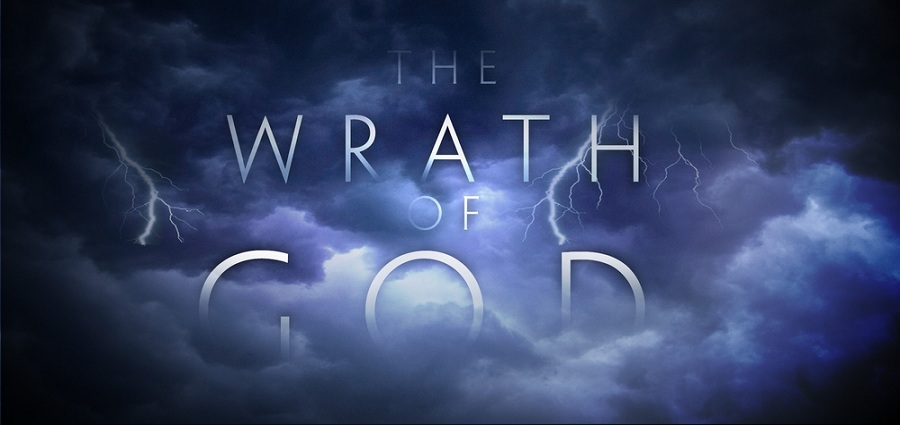 THE
WRATH
OF
GOD